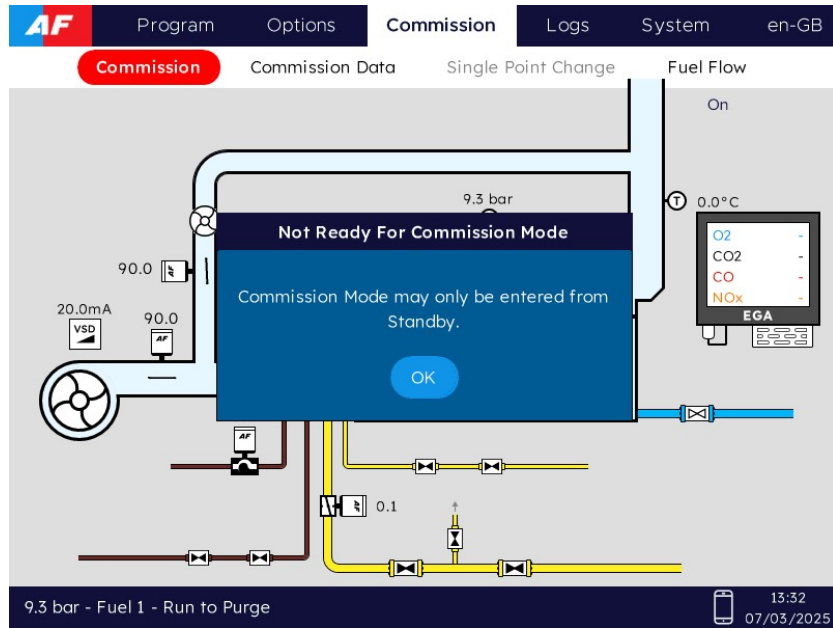 AF Program Options Commission Logs System en-GB
Commission Commission Data Single Point Change Fuel Flow
On
9.3 bar
T 0.0°C
Not Ready For Commission Mode
Commission Mode may only be entered from
Standby.
OK
90.0 AF
20.0mA
VSD
90.0
AF
O2 -
CO2 -
CO -
NOx -
EGA
AF
AF 0.1
9.3 bar - Fuel 1 - Run to Purge
13:32
07/03/2025